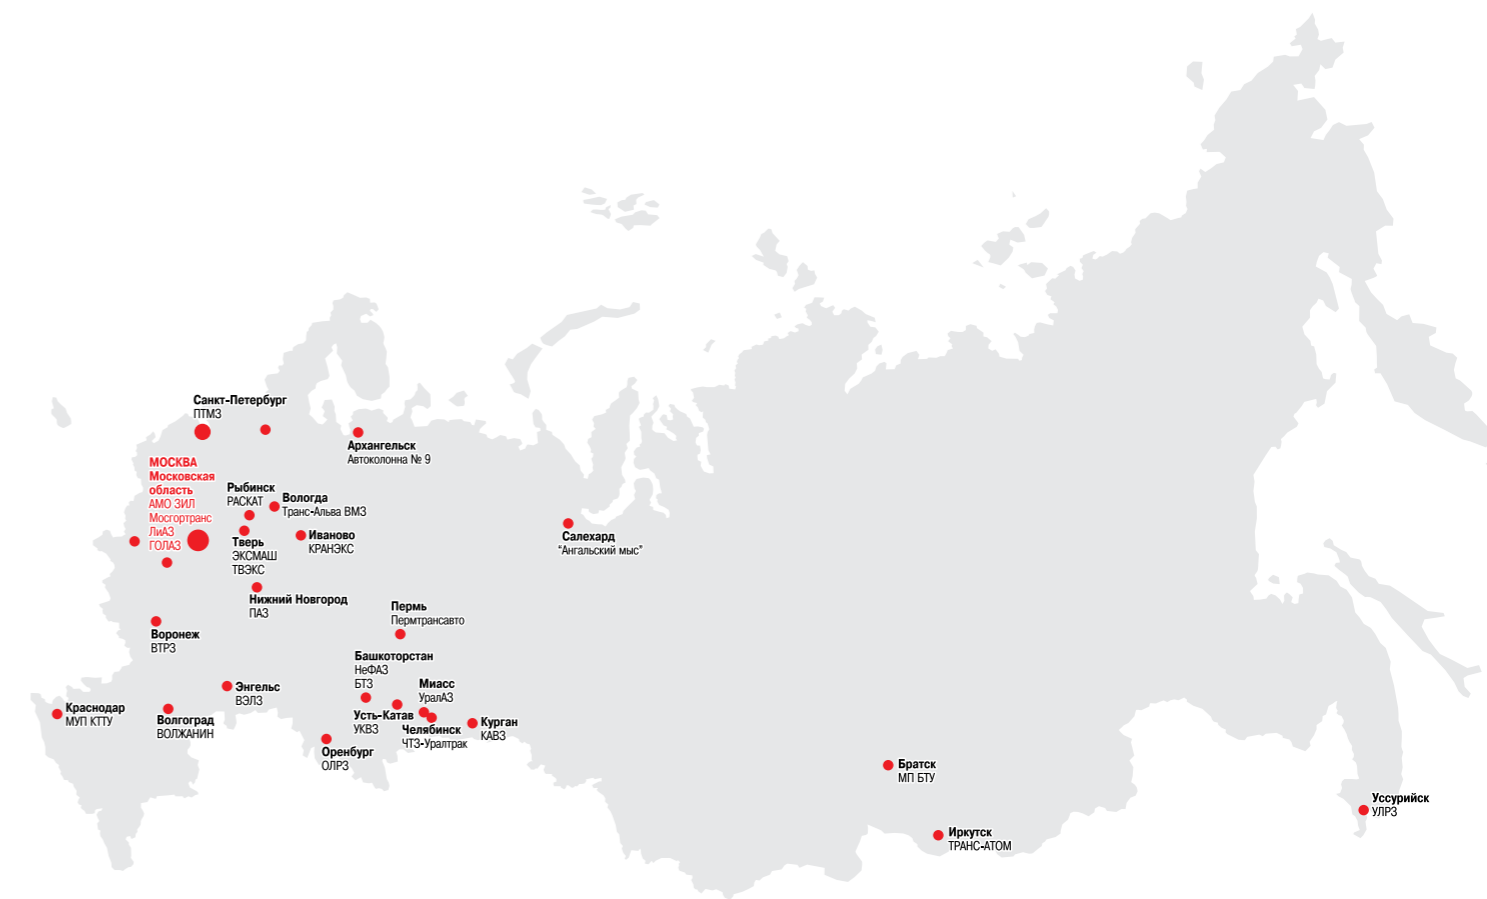 Санкт-Петербург
ПТМЗ
Архангельск
Автоколонна № 9
МОСКВА
Московская
область
АМО ЗИЛ
Мосгортранс
ЛиАЗ
ГОЛАЗ
Рыбинск
РАСКАТ
Вологда
Транс-Альва ВМЗ
Тверь
ЭКСМАШ
ТВЭКС
Иваново
КРАНЭКС
Салехард
“Ангальский мыс”
Нижний Новгород
ПАЗ
Пермь
Пермтрансавто
Воронеж
ВТРЗ
Башкоторстан
НеФАЗ
БТЗ
Миасс
УралАЗ
Энгельс
ВЭЛЗ
Краснодар
МУП КТТУ
Волгоград
ВОЛЖАНИН
Усть-Катав
УКВЗ
Челябинск
ЧТЗ-Уралтрак
Курган
КАВЗ
Оренбург
ОЛРЗ
Братск
МП БТУ
Уссурийск
УЛРЗ
Иркутск
ТРАНС-АТОМ